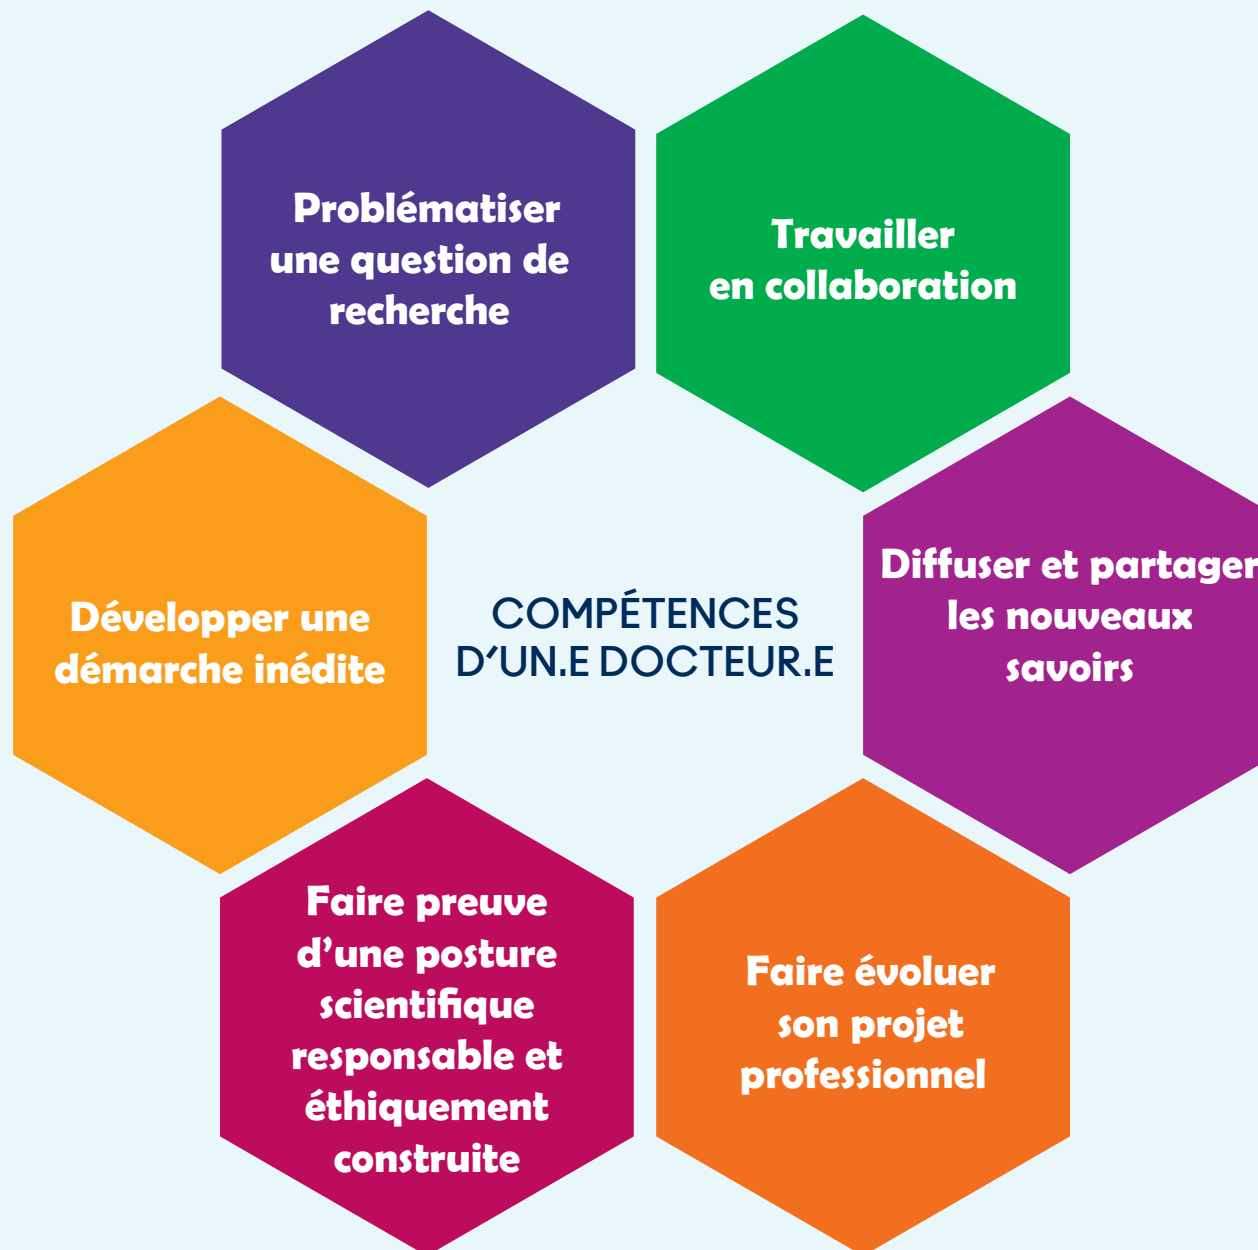 Problématiser
une question de
recherche
Travailler
en collaboration
Développer une
démarche inédite
COMPÉTENCES
D'UN.E DOCTEUR.E
Diffuser et partager
les nouveaux
savoirs
Faire preuve
d'une posture
scientifique
responsable et
éthiquement
construite
Faire évoluer
son projet
professionnel